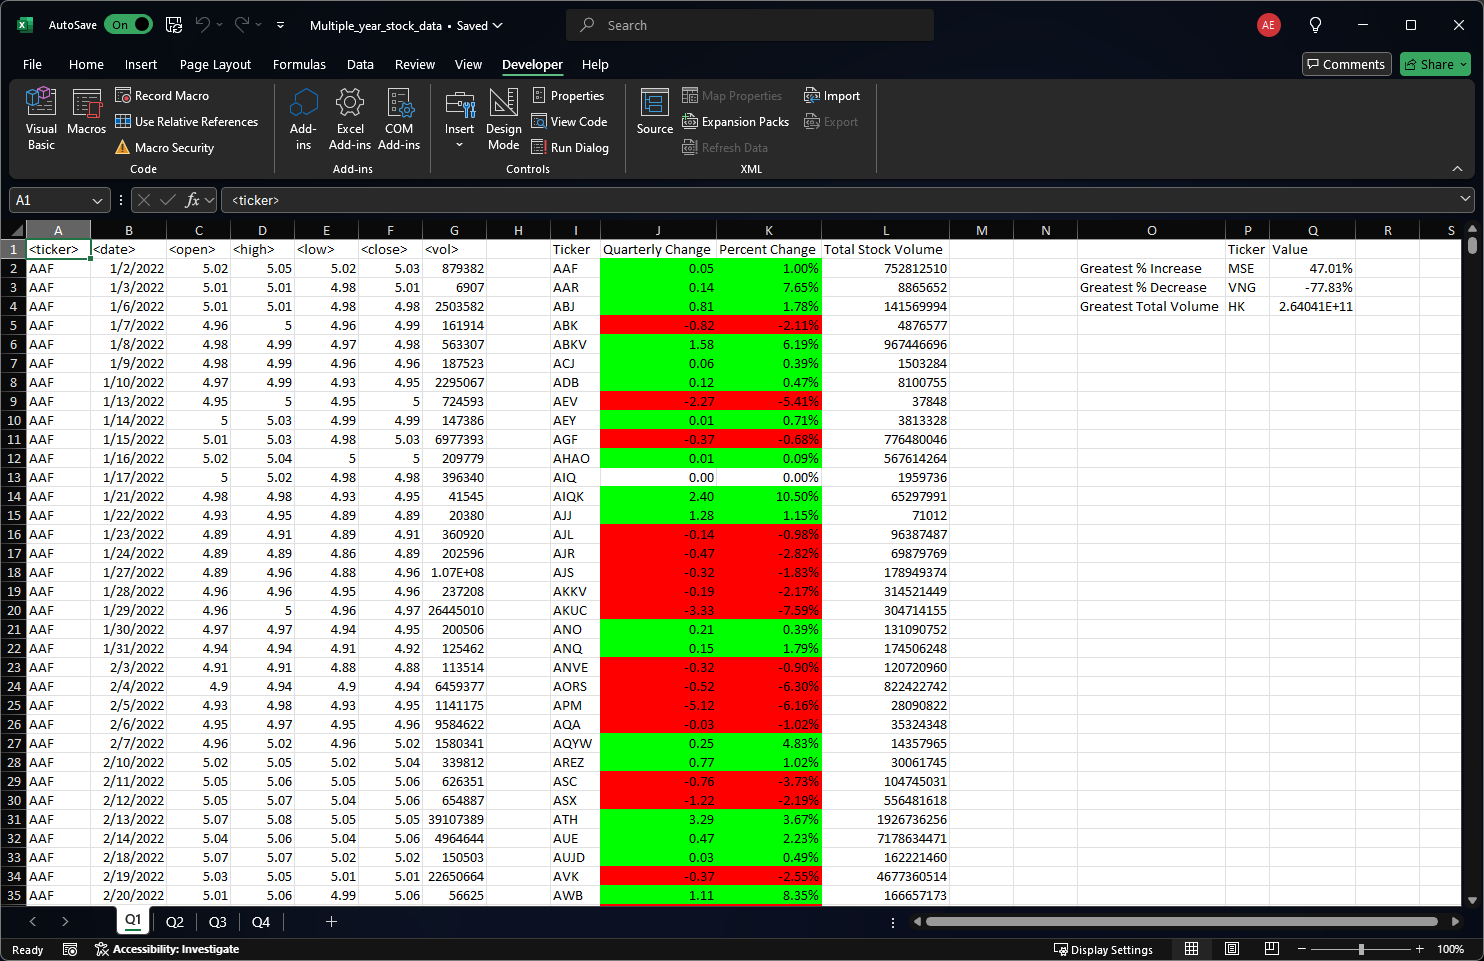 AutoSave On Multiple_year_stock_data • Saved Search AE
File Home Insert Page Layout Formulas Data Review View Developer Help Comments Share
Visual Basic
Macros
Record Macro
Use Relative References
Macro Security
Code
Add-ins
Excel Add-ins
COM Add-ins
Add-ins
Insert
Design Mode
Properties
View Code
Run Dialog
Controls
Source
Map Properties
Expansion Packs
Refresh Data
Import
Export
XML
A1 fx <ticker>
A B C D E F G H I J K L M N O P Q R S
1 <ticker> <date> <open> <high> <low> <close> <vol> Ticker Quarterly Change Percent Change Total Stock Volume Ticker Value
2 AAF 1/2/2022 5.02 5.05 5.02 5.03 879382 AAF 0.05 1.00% 752812510 Greatest % Increase MSE 47.01%
3 AAF 1/3/2022 5.01 5.01 4.98 5.01 6907 AAR 0.14 7.65% 8865652 Greatest % Decrease VNG -77.83%
4 AAF 1/6/2022 5.01 5.01 4.98 4.98 2503582 ABJ 0.81 1.78% 141569994 Greatest Total Volume HK 2.64041E+11
5 AAF 1/7/2022 4.96 5 4.96 4.99 161914 ABK -0.82 -2.11% 4876577
6 AAF 1/8/2022 4.98 4.99 4.97 4.98 563307 ABKV 1.58 6.19% 967446696
7 AAF 1/9/2022 4.98 4.99 4.96 4.96 187523 ACJ 0.06 0.39% 1503284
8 AAF 1/10/2022 4.97 4.99 4.93 4.95 2295067 ADB 0.12 0.47% 8100755
9 AAF 1/13/2022 4.95 5 4.95 5 724593 AEV -2.27 -5.41% 37848
10 AAF 1/14/2022 5 5.03 4.99 4.99 147386 AEY 0.01 0.71% 3813328
11 AAF 1/15/2022 5.01 5.03 4.98 5.03 6977393 AGF -0.37 -0.68% 776480046
12 AAF 1/16/2022 5.02 5.04 5 5 209779 AHAO 0.01 0.09% 567614264
13 AAF 1/17/2022 5 5.02 4.98 4.98 396340 AIQ 0.00 0.00% 1959736
14 AAF 1/21/2022 4.98 4.98 4.93 4.95 41545 AIQK 2.40 10.50% 65297991
15 AAF 1/22/2022 4.93 4.95 4.89 4.89 20380 AJJ 1.28 1.15% 71012
16 AAF 1/23/2022 4.89 4.91 4.89 4.91 360920 AJL -0.14 -0.98% 96387487
17 AAF 1/24/2022 4.89 4.89 4.86 4.89 202596 AJR -0.47 -2.82% 69879769
18 AAF 1/27/2022 4.89 4.96 4.88 4.96 1.07E+08 AJS -0.32 -1.83% 178949374
19 AAF 1/28/2022 4.96 4.96 4.95 4.96 237208 AKKV -0.19 -2.17% 314521449
20 AAF 1/29/2022 4.96 5 4.96 4.97 26445010 AKUC -3.33 -7.59% 304714155
21 AAF 1/30/2022 4.97 4.97 4.94 4.95 200506 ANO 0.21 0.39% 131090752
22 AAF 1/31/2022 4.94 4.94 4.91 4.92 125462 ANQ 0.15 1.79% 174506248
23 AAF 2/3/2022 4.91 4.91 4.88 4.88 113514 ANVE -0.32 -0.90% 120720960
24 AAF 2/4/2022 4.9 4.94 4.9 4.94 6459377 AORS -0.52 -6.30% 822422742
25 AAF 2/5/2022 4.93 4.98 4.93 4.95 1141175 APM -5.12 -6.16% 28090822
26 AAF 2/6/2022 4.95 4.97 4.95 4.96 9584622 AQA -0.03 -1.02% 35324348
27 AAF 2/7/2022 4.96 5.02 4.96 5.02 1580341 AQYW 0.25 4.83% 14357965
28 AAF 2/10/2022 5.02 5.05 5.02 5.04 339812 AREZ 0.77 1.02% 30061745
29 AAF 2/11/2022 5.05 5.06 5.05 5.06 626351 ASC -0.76 -3.73% 104745031
30 AAF 2/12/2022 5.05 5.07 5.04 5.06 654887 ASX -1.22 -2.19% 556481618
31 AAF 2/13/2022 5.07 5.08 5.05 5.05 39107389 ATH 3.29 3.67% 1926736256
32 AAF 2/14/2022 5.04 5.06 5.04 5.06 4964644 AUE 0.47 2.23% 7178634471
33 AAF 2/18/2022 5.07 5.07 5.02 5.02 150503 AUJD 0.03 0.49% 162221460
34 AAF 2/19/2022 5.03 5.05 5.01 5.01 22650664 AVK -0.37 -2.55% 4677360514
35 AAF 2/20/2022 5.01 5.06 4.99 5.06 56625 AWB 1.11 8.35% 166657173
Q1 Q2 Q3 Q4 +
Ready Accessibility: Investigate Display Settings − + 100%